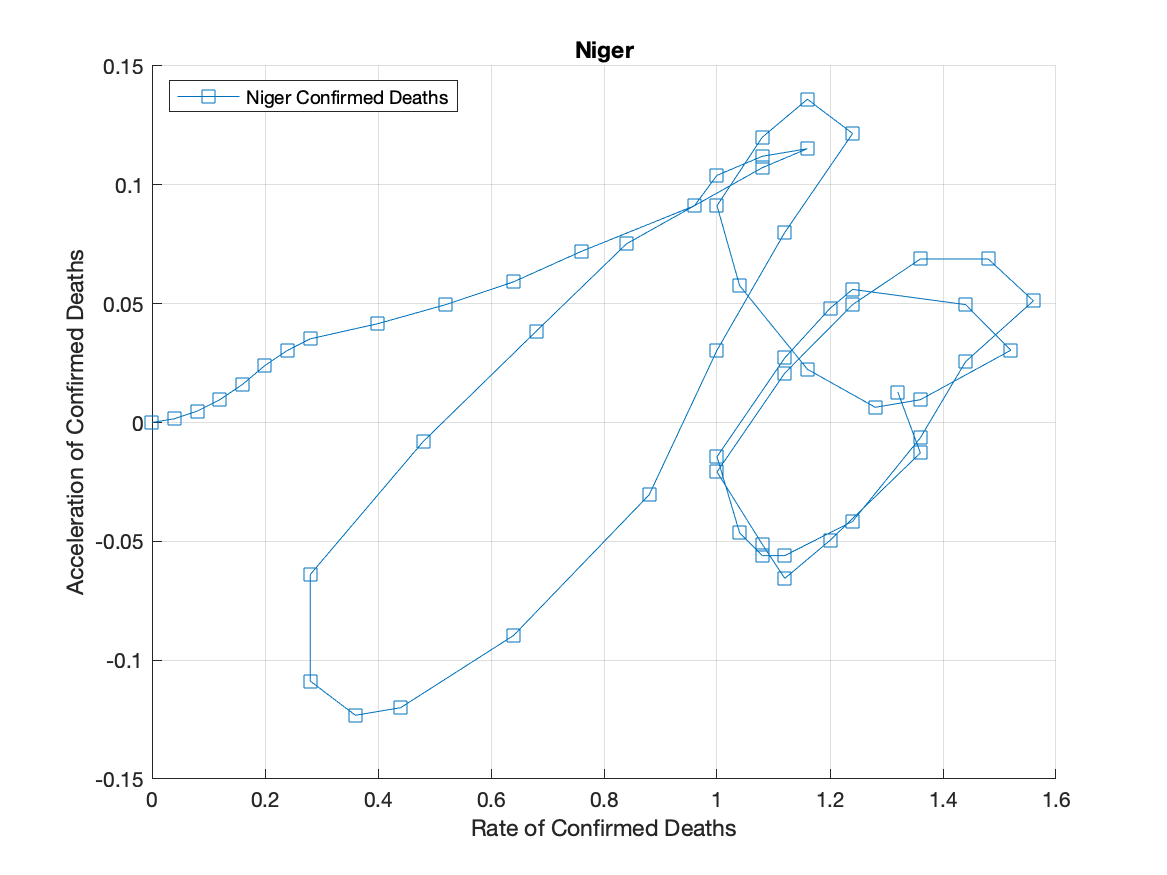 Niger
Niger Confirmed Deaths
0.15
0.1
0.05
0
-0.05
-0.1
-0.15
Acceleration of Confirmed Deaths
0 0.2 0.4 0.6 0.8 1 1.2 1.4 1.6
Rate of Confirmed Deaths